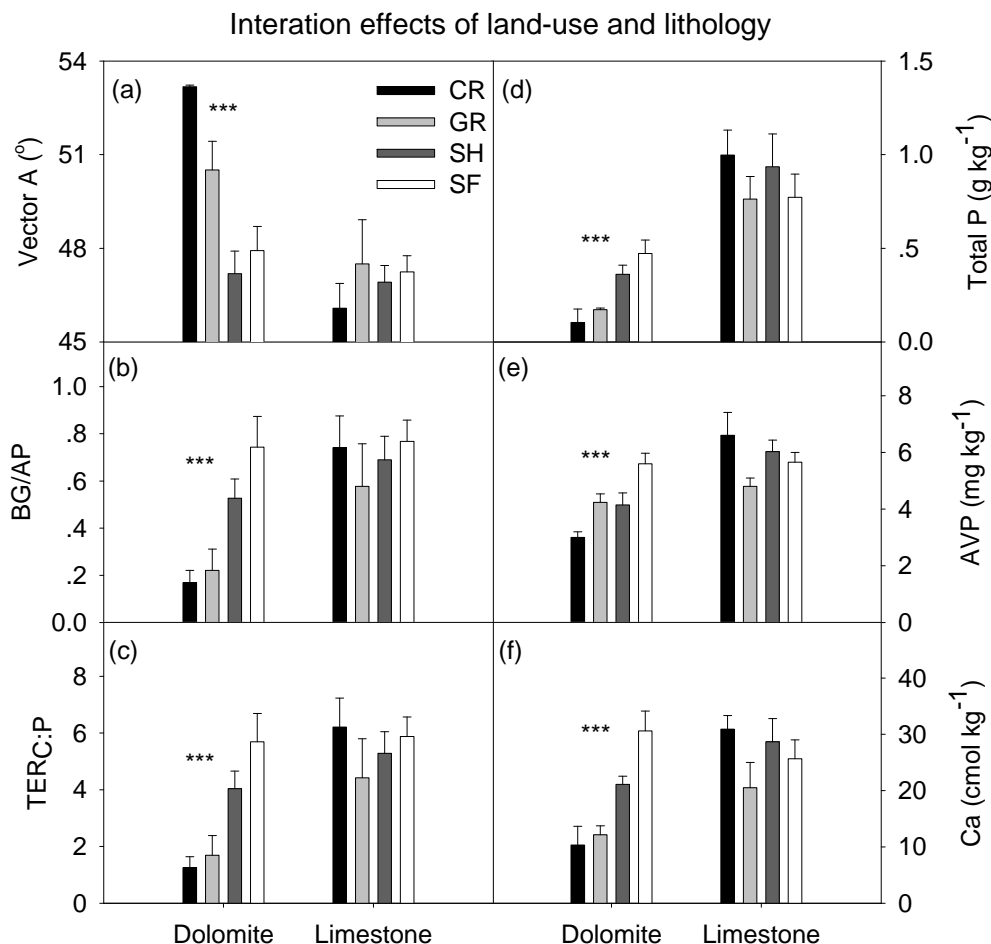 Interation effects of land-use and lithology
(a)
Vector A (°)
54
51
48
45
***
CR
GR
SH
SF
(d)
Total P (g kg-1)
1.5
1.0
.5
0.0
***
(b)
BG/AP
1.0
.8
.6
.4
.2
0.0
***
(e)
AVP (mg kg-1)
8
6
4
2
0
***
(c)
TERC:P
8
6
4
2
0
***
(f)
Ca (cmol kg-1)
40
30
20
10
0
***
Dolomite Limestone Dolomite Limestone